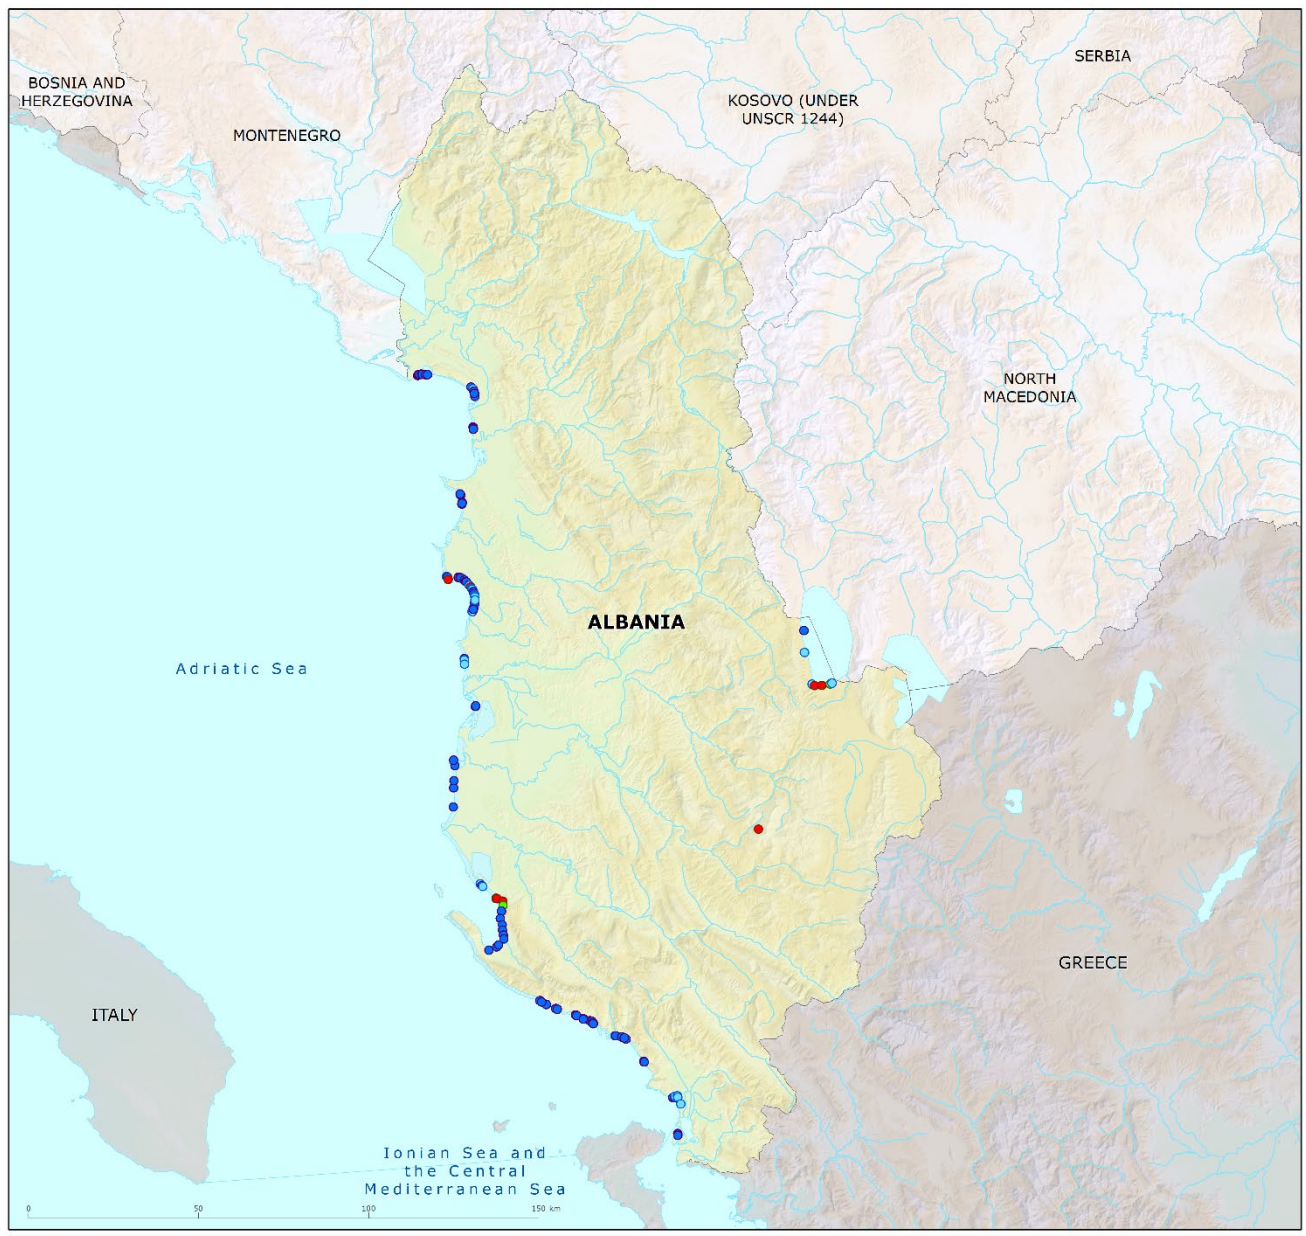 SERBIA
BOSNIA AND
HERZEGOVINA
KOSOVO (UNDER
UNSCR 1244)
MONTENEGRO
NORTH
MACEDONIA
ALBANIA
Adriatic Sea
GREECE
ITALY
Ionian Sea and
the Central
Mediterranean Sea
0 50 100 150 km